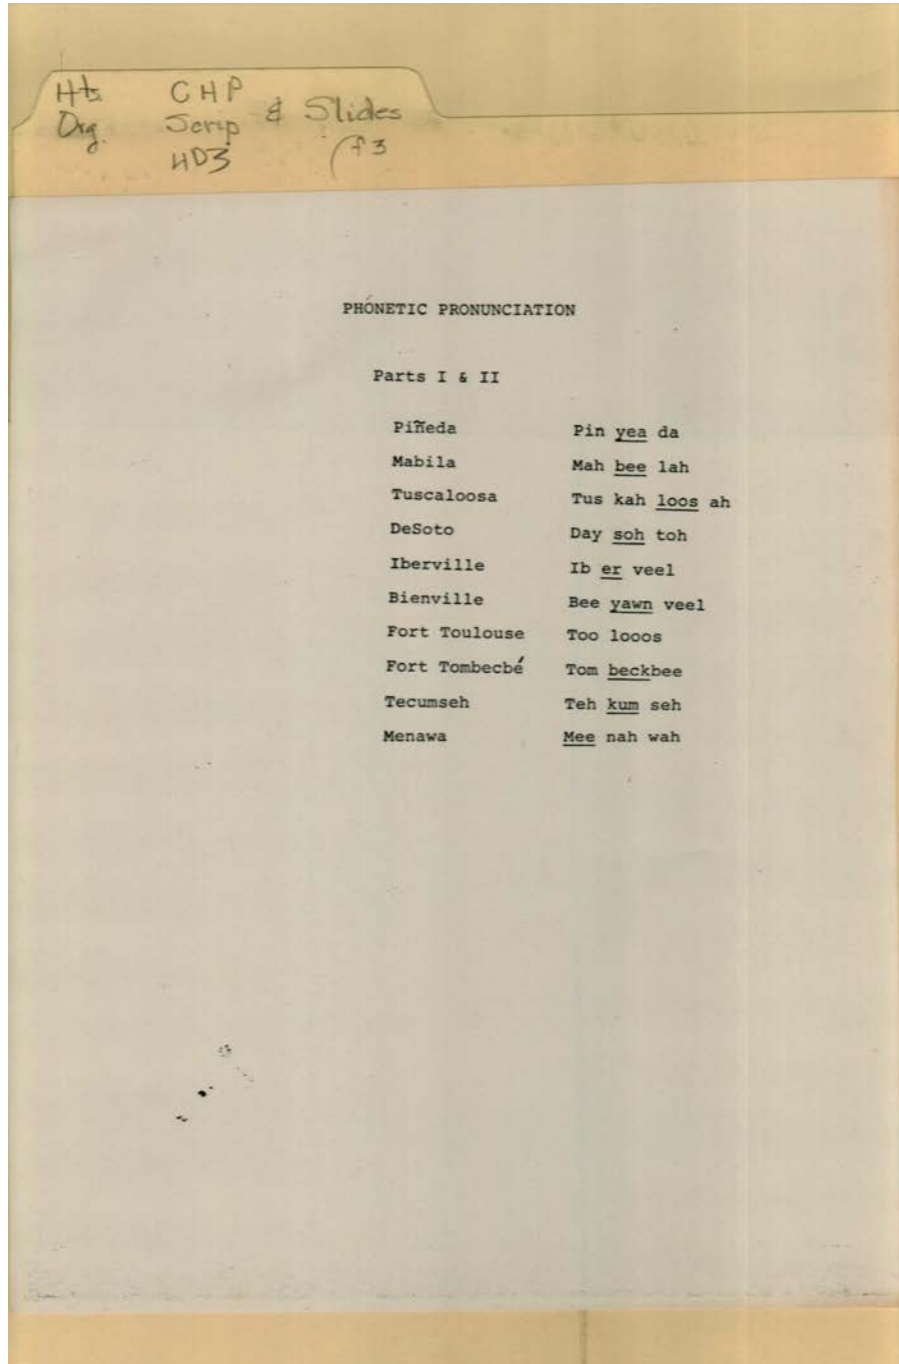 Hts CHP
Org. Scrip & Slides
HD3 (f3
PHONETIC PRONUNCIATION
Parts I & II
Piñeda Pin yea da
Mabila Mah bee lah
Tuscaloosa Tus kah loos ah
DeSoto Day soh toh
Iberville Ib er veel
Bienville Bee yawn veel
Fort Toulouse Too looos
Fort Tombecbé Tom beckbee
Tecumseh Teh kum seh
Menawa Mee nah wah